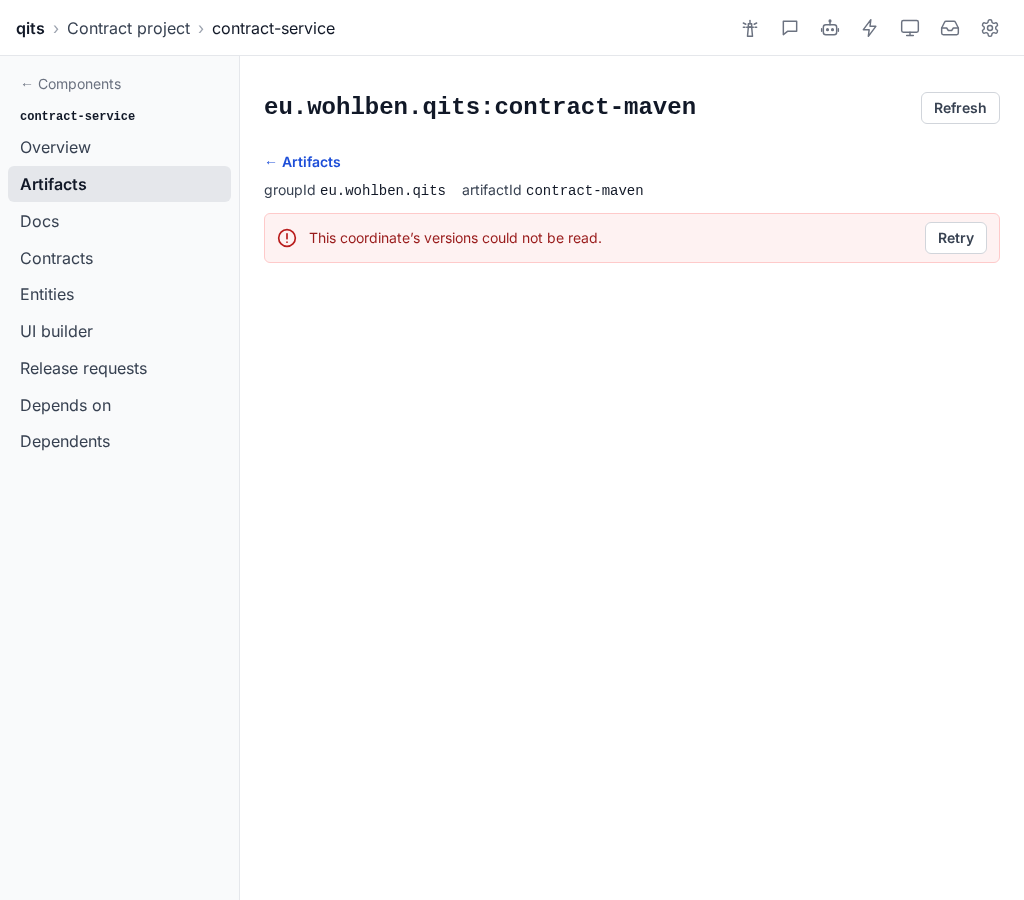 qits › Contract project › contract-service
← Components
contract-service
Overview
Artifacts
Docs
Contracts
Entities
UI builder
Release requests
Depends on
Dependents
eu.wohlben.qits:contract-maven
Refresh
← Artifacts
groupId eu.wohlben.qits artifactId contract-maven
This coordinate’s versions could not be read.
Retry